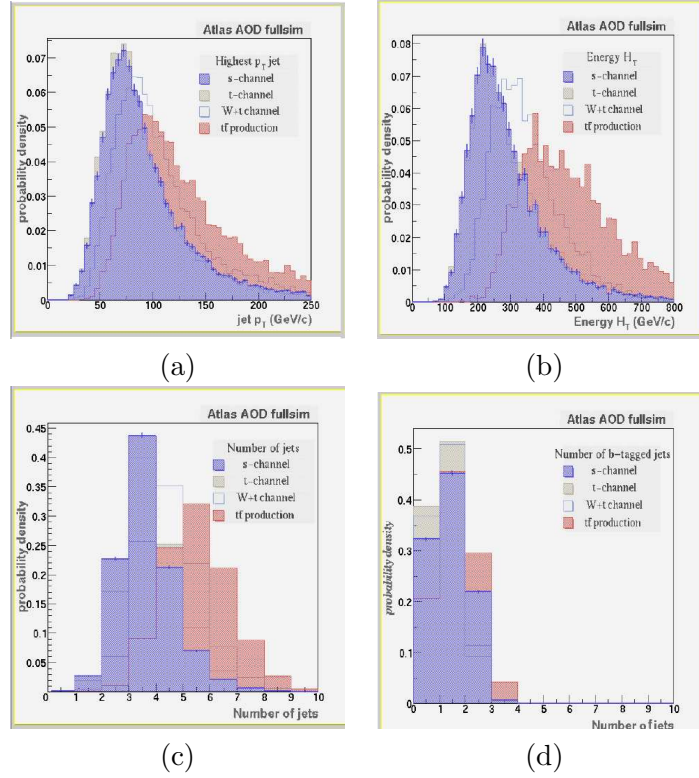 Atlas AOD fullsim
Highest pT jet
s-channel
t-channel
W+t channel
tf production
probability density
0.07
0.06
0.05
0.04
0.03
0.02
0.01
0
0 50 100 150 200 250
jet pT (GeV/c)
(a)
Atlas AOD fullsim
Energy HT
s-channel
t-channel
W+t channel
tf production
probability density
0.08
0.07
0.06
0.05
0.04
0.03
0.02
0.01
0.00
0 100 200 300 400 500 600 700 800
Energy HT (GeV/c)
(b)
Atlas AOD fullsim
Number of jets
s-channel
t-channel
W+t channel
tf production
probability density
0.45
0.4
0.35
0.3
0.25
0.2
0.15
0.1
0.05
0 1 2 3 4 5 6 7 8 9 10
Number of jets
(c)
Atlas AOD fullsim
Number of b-tagged jets
s-channel
t-channel
W+t channel
tf production
probability density
0.5
0.4
0.3
0.2
0.1
0
0 1 2 3 4 5 6 7 8 9 10
Number of jets
(d)